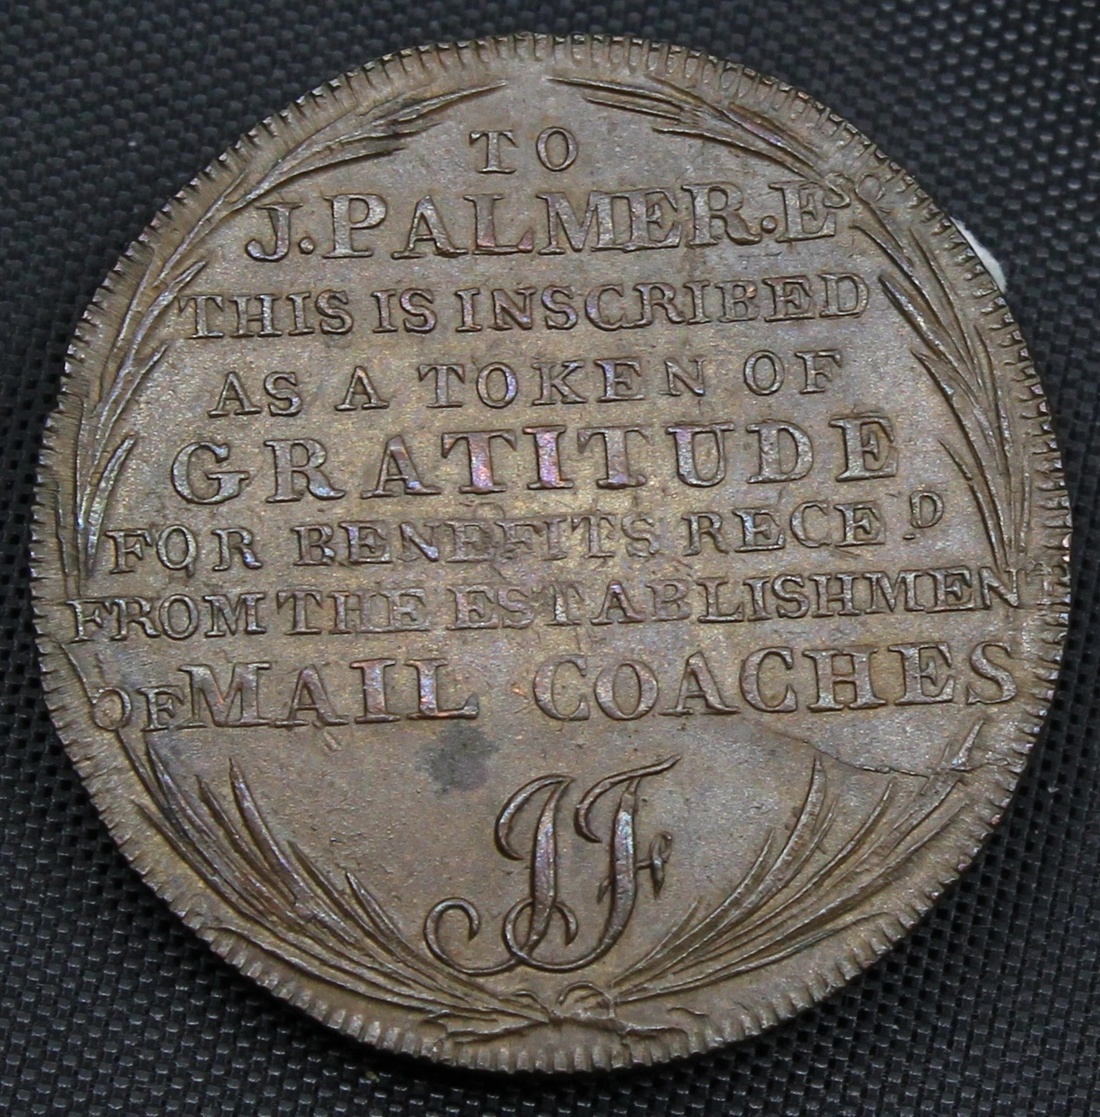 TO
J.PALMER.ESQ
THIS IS INSCRIBED
AS A TOKEN OF
GRATITUDE
FOR BENEFITS RECED
FROM THE ESTABLISHMENT
OF MAIL COACHES
JF